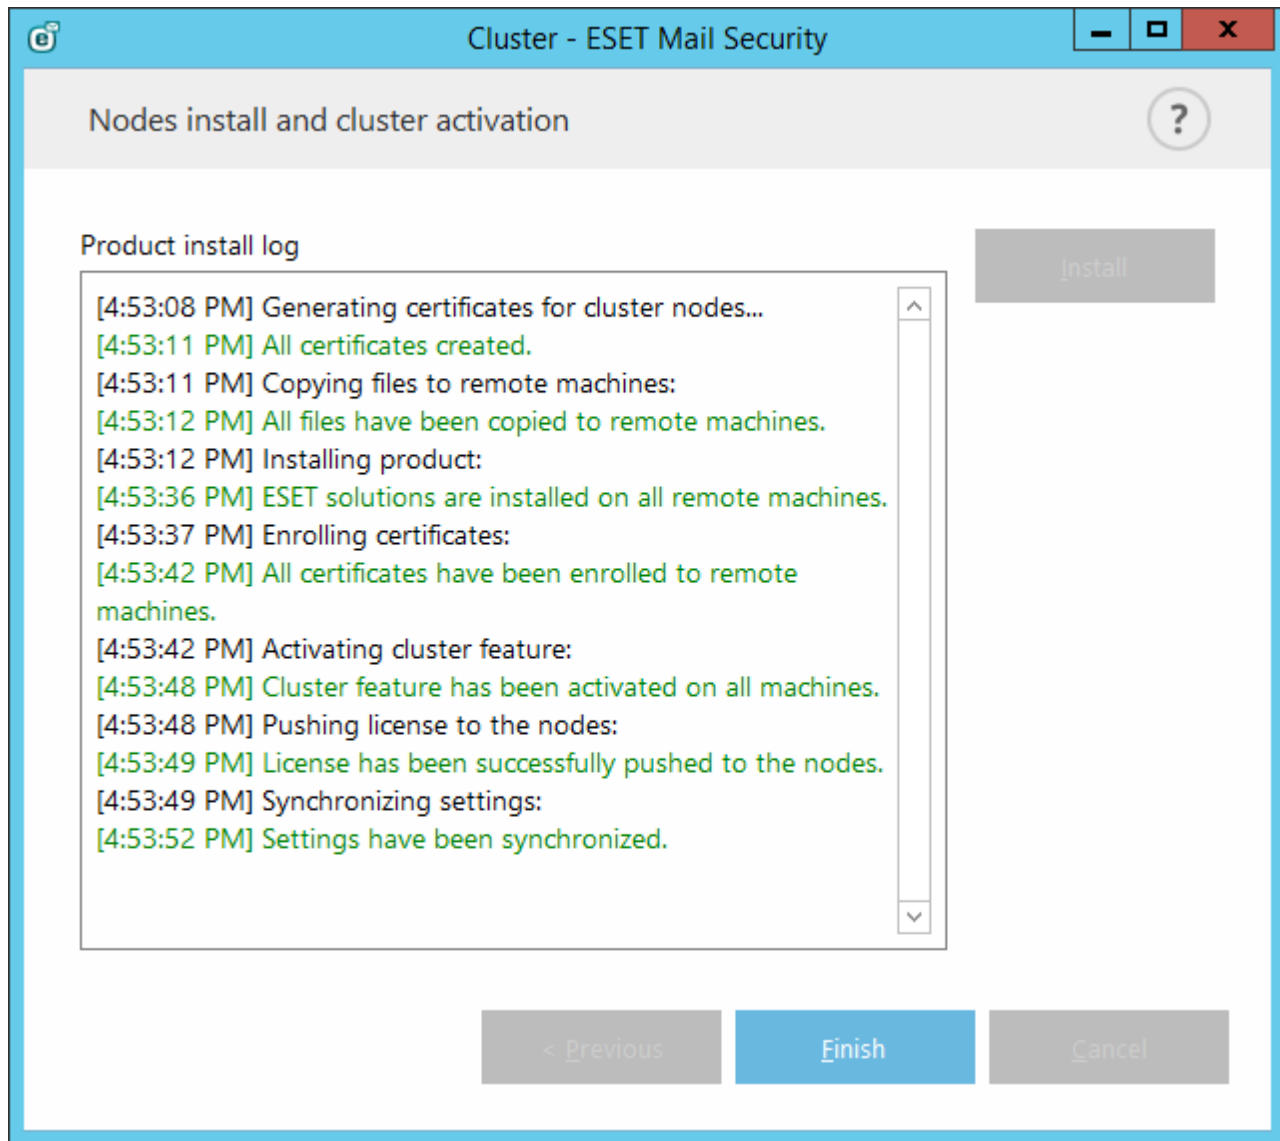 Cluster - ESET Mail Security
Nodes install and cluster activation
?
Product install log
Install
[4:53:08 PM] Generating certificates for cluster nodes...
[4:53:11 PM] All certificates created.
[4:53:11 PM] Copying files to remote machines:
[4:53:12 PM] All files have been copied to remote machines.
[4:53:12 PM] Installing product:
[4:53:36 PM] ESET solutions are installed on all remote machines.
[4:53:37 PM] Enrolling certificates:
[4:53:42 PM] All certificates have been enrolled to remote
machines.
[4:53:42 PM] Activating cluster feature:
[4:53:48 PM] Cluster feature has been activated on all machines.
[4:53:48 PM] Pushing license to the nodes:
[4:53:49 PM] License has been successfully pushed to the nodes.
[4:53:49 PM] Synchronizing settings:
[4:53:52 PM] Settings have been synchronized.
< Previous
Finish
Cancel